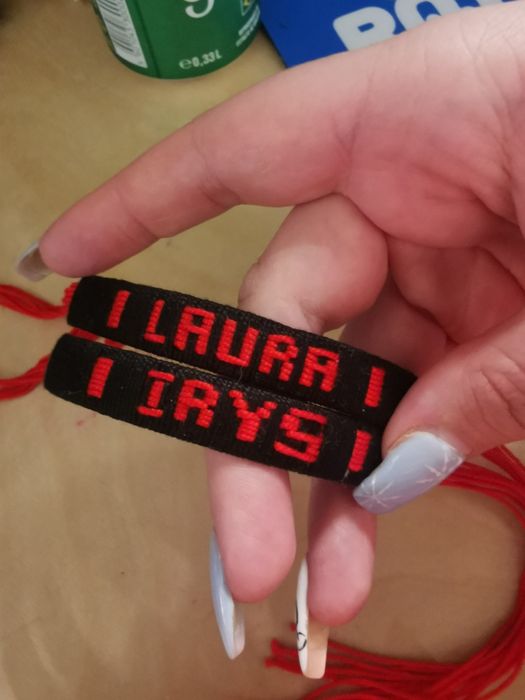 ℮0,33L
| LAURA |
| IRYS |